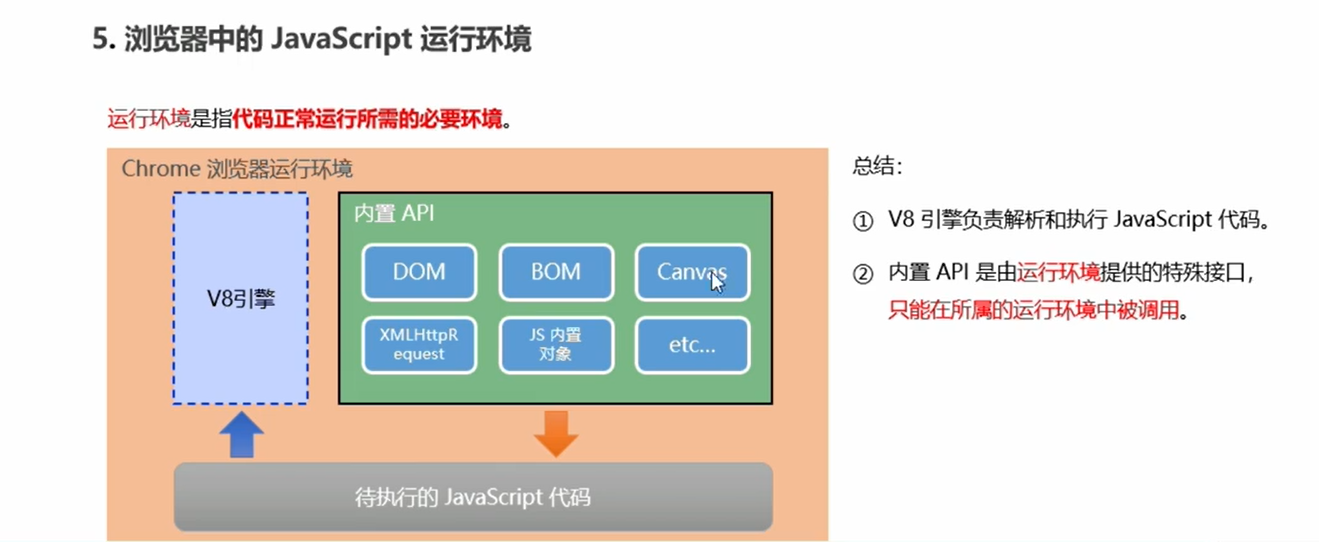 5. 浏览器中的 JavaScript 运行环境
运行环境是指代码正常运行所需的必要环境。
Chrome 浏览器运行环境
V8引擎
内置 API
DOM
BOM
Canvas
XMLHttpR
equest
JS 内置
对象
etc...
待执行的 JavaScript 代码
总结：
① V8 引擎负责解析和执行 JavaScript 代码。
② 内置 API 是由运行环境提供的特殊接口，
只能在所属的运行环境中被调用。